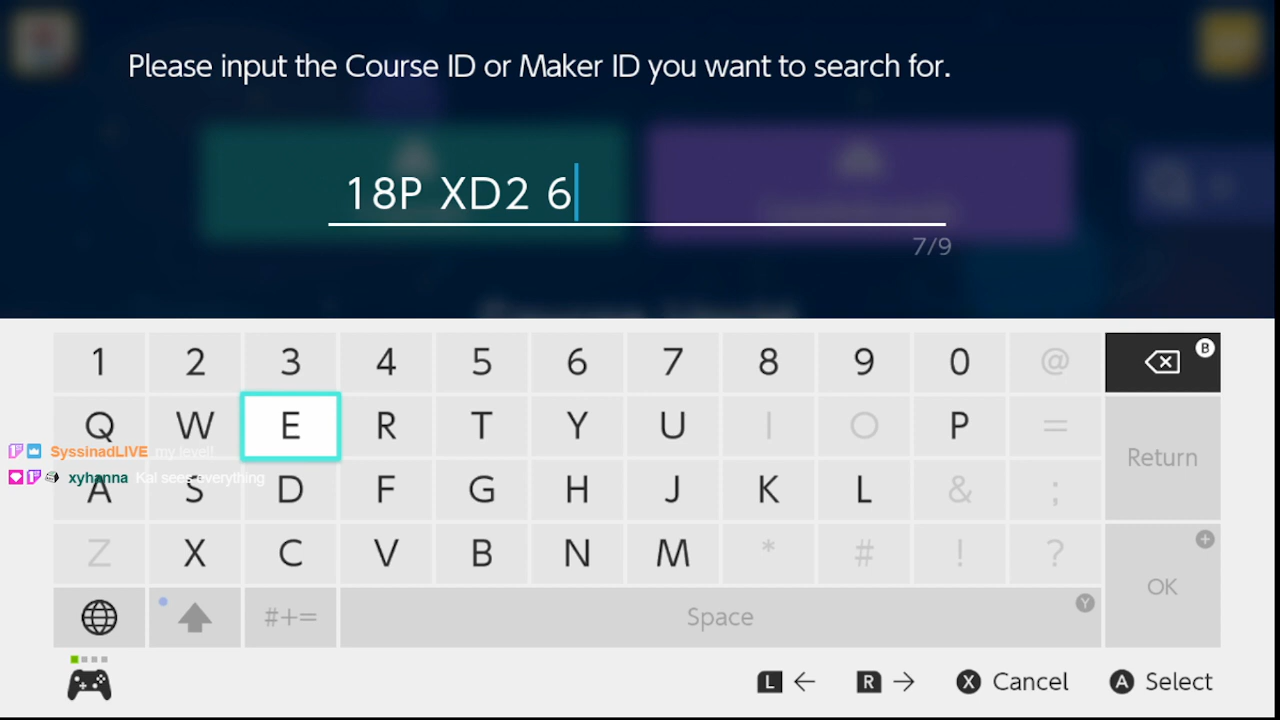 Please input the Course ID or Maker ID you want to search for.
18P XD2 6
7/9
1 2 3 4 5 6 7 8 9 0 @ B
Q W E R T Y U I O P = Return
SyssinadLIVE my level!
xyhanna Kal sees everything
A S D F G H J K L & ;
Z X C V B N M * # ! ? OK
#+= Space Y
L ← R → X Cancel A Select